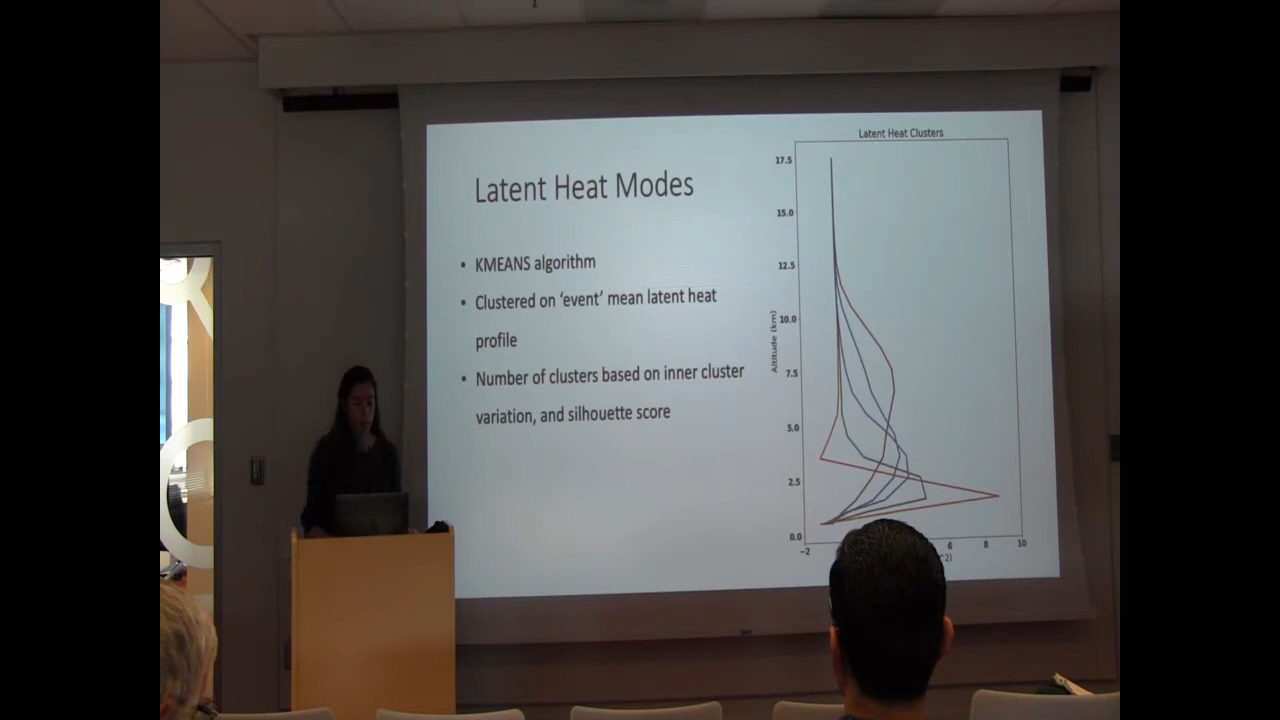 Latent Heat Modes
• KMEANS algorithm
• Clustered on ‘event’ mean latent heat
profile
• Number of clusters based on inner cluster
variation, and silhouette score
Latent Heat Clusters
17.5
15.0
12.5
10.0
7.5
5.0
2.5
0.0
Altitude (km)
−2
6
8
10